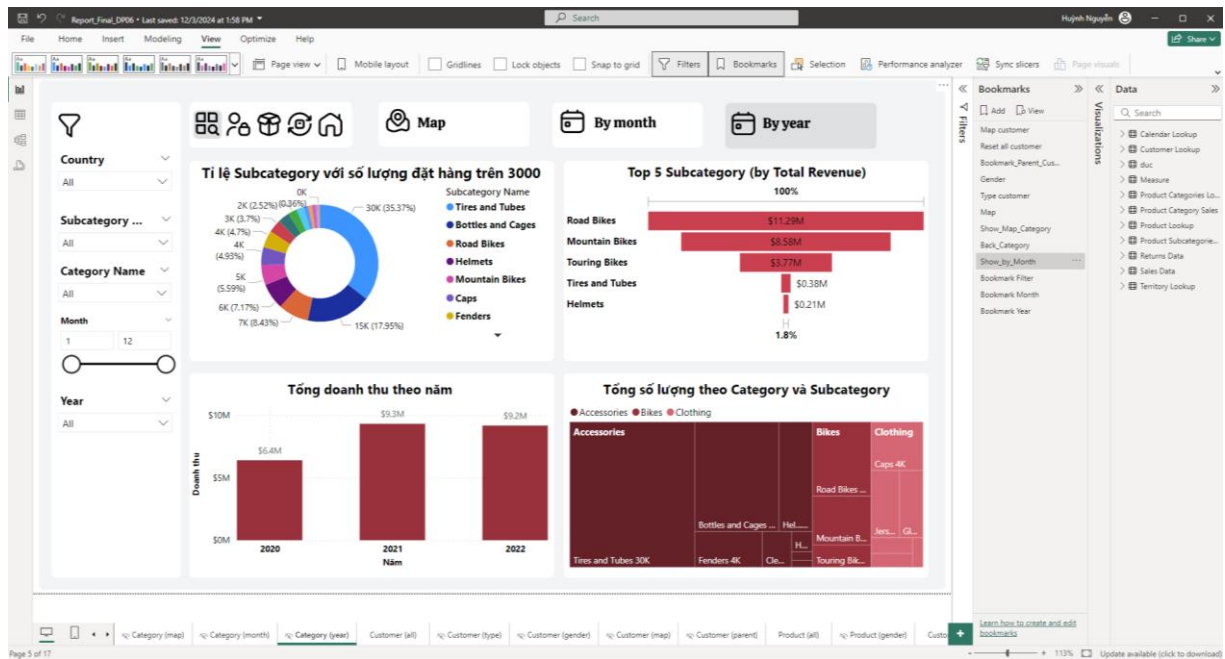 Report_Final_DP06 • Last saved: 12/3/2024 at 1:58 PM
Search
Huỳnh Nguyễn
File Home Insert Modeling View Optimize Help
Share
Page view
Mobile layout
Gridlines
Lock objects
Snap to grid
Filters
Bookmarks
Selection
Performance analyzer
Sync slicers
Page visuals
Country
All
Subcategory ...
All
Category Name
All
Month
1 12
Year
All
Map
By month
By year
Tỉ lệ Subcategory với số lượng đặt hàng trên 3000
0K
(0.36%)
2K (2.52%)
3K (3.7%)
4K (4.7%)
4K
(4.93%)
5K
(5.59%)
6K (7.17%)
7K (8.43%)
15K (17.95%)
30K (35.37%)
Subcategory Name
Tires and Tubes
Bottles and Cages
Road Bikes
Helmets
Mountain Bikes
Caps
Fenders
Top 5 Subcategory (by Total Revenue)
100%
Road Bikes $11.29M
Mountain Bikes $8.58M
Touring Bikes $3.77M
Tires and Tubes $0.38M
Helmets $0.21M
1.8%
Tổng doanh thu theo năm
Doanh thu
$10M
$5M
$0M
$6.4M
$9.3M
$9.2M
2020 2021 2022
Năm
Tổng số lượng theo Category và Subcategory
Accessories Bikes Clothing
Accessories
Bikes
Clothing
Caps 4K
Road Bikes ...
Bottles and Cages ...
Hel...
Jers...
Gl...
Mountain B...
H...
Tires and Tubes 30K
Fenders 4K
Cle...
Touring Bik...
Filters
Bookmarks
Add View
Map customer
Reset all customer
Bookmark_Parent_Cus...
Gender
Type customer
Map
Show_Map_Category
Back_Category
Show_by_Month
Bookmark Filter
Bookmark Month
Bookmark Year
Learn how to create and edit
bookmarks
Visualizations
Data
Search
Calendar Lookup
Customer Lookup
duc
Measure
Product Categories Lo...
Product Category Sales
Product Lookup
Product Subcategorie...
Returns Data
Sales Data
Territory Lookup
Category (map)
Category (month)
Category (year)
Customer (all)
Customer (type)
Customer (gender)
Customer (map)
Customer (parent)
Product (all)
Product (gender)
Custo
Page 5 of 17
113%
Update available (click to download)